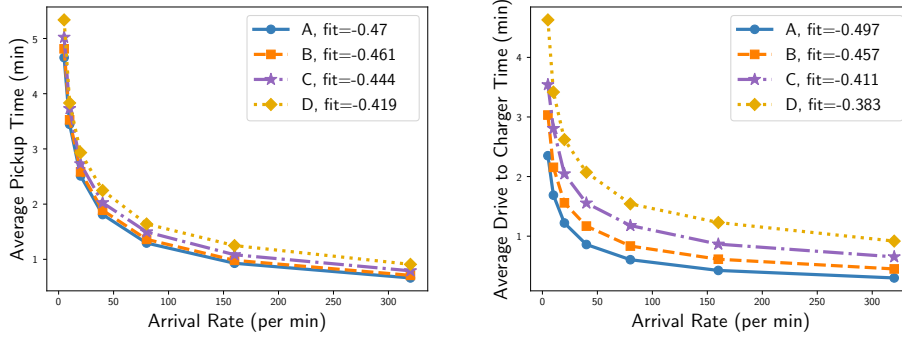 Average Pickup Time (min)
5
4
3
2
1
0
50
100
150
200
250
300
Arrival Rate (per min)
A, fit=-0.47
B, fit=-0.461
C, fit=-0.444
D, fit=-0.419
Average Drive to Charger Time (min)
4
3
2
1
0
50
100
150
200
250
300
Arrival Rate (per min)
A, fit=-0.497
B, fit=-0.457
C, fit=-0.411
D, fit=-0.383